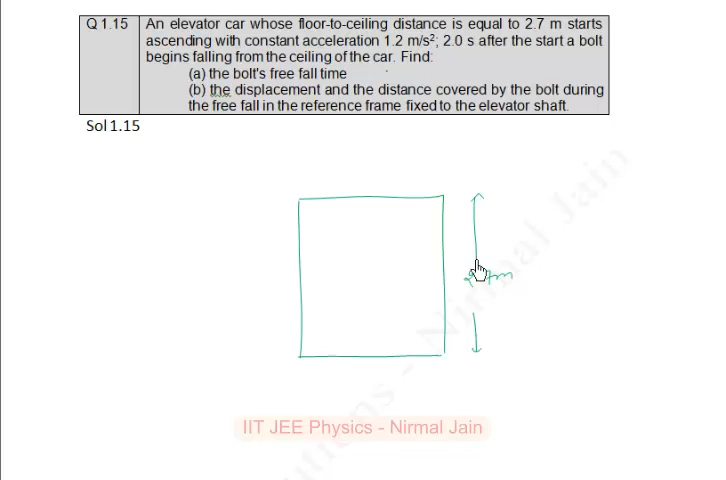 Q 1.15 An elevator car whose floor-to-ceiling distance is equal to 2.7 m starts
ascending with constant acceleration 1.2 m/s²; 2.0 s after the start a bolt
begins falling from the ceiling of the car. Find:
(a) the bolt's free fall time
(b) the displacement and the distance covered by the bolt during
the free fall in the reference frame fixed to the elevator shaft.
Sol 1.15
IIT JEE Physics - Nirmal Jain
- Nirmal Jain